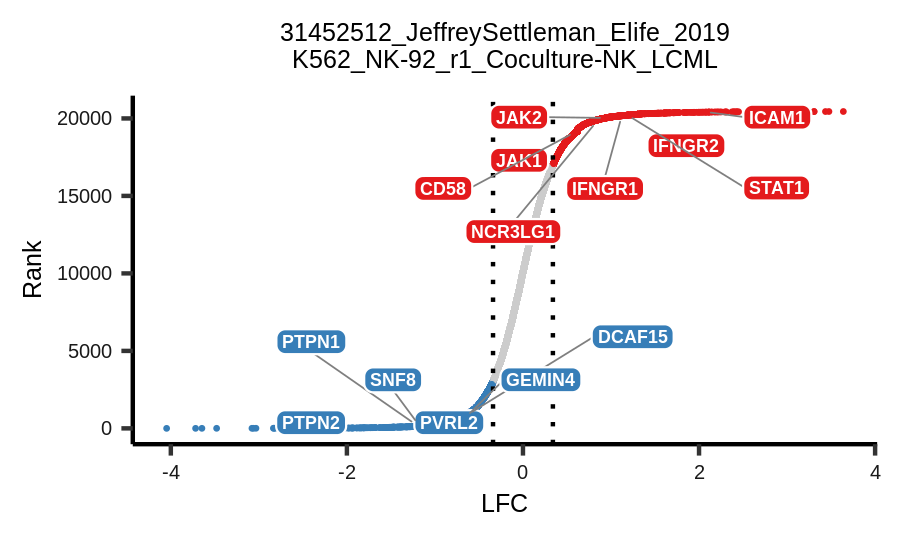 31452512_JeffreySettleman_Elife_2019
K562_NK-92_r1_Coculture-NK_LCML
Rank
20000
15000
10000
5000
0
JAK2
ICAM1
IFNGR2
JAK1
CD58
IFNGR1
STAT1
NCR3LG1
DCAF15
PTPN1
SNF8
GEMIN4
PTPN2
PVRL2
-4
-2
0
2
4
LFC